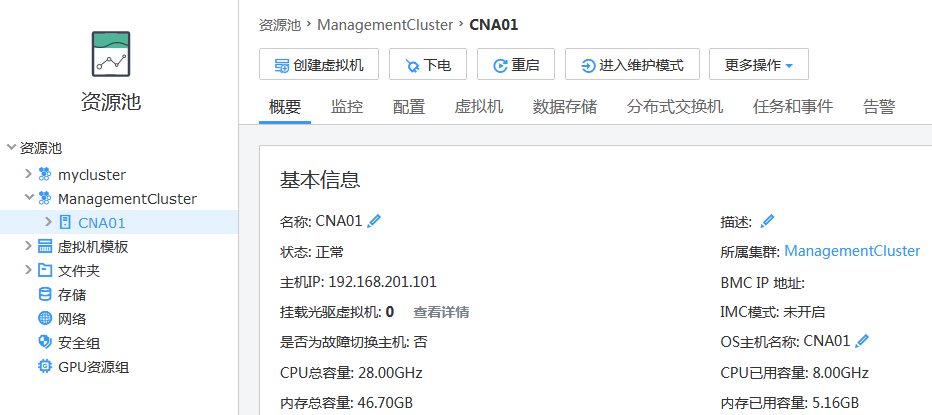 资源池
资源池
mycluster
ManagementCluster
CNA01
虚拟机模板
文件夹
存储
网络
安全组
GPU资源组
资源池 › ManagementCluster › CNA01
创建虚拟机 下电 重启 进入维护模式 更多操作
概要 监控 配置 虚拟机 数据存储 分布式交换机 任务和事件 告警
基本信息
名称: CNA01 描述:
状态: 正常 所属集群: ManagementCluster
主机IP: 192.168.201.101 BMC IP 地址:
挂载光驱虚拟机: 0 查看详情 IMC模式: 未开启
是否为故障切换主机: 否 OS主机名称: CNA01
CPU总容量: 28.00GHz CPU已用容量: 8.00GHz
内存总容量: 46.70GB 内存已用容量: 5.16GB